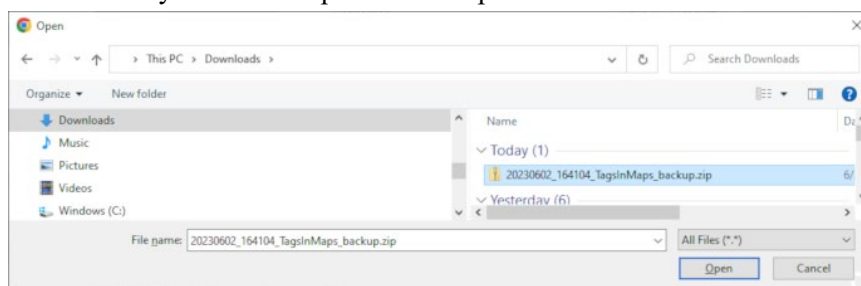 Open
This PC > Downloads >
Search Downloads
Organize
New folder
Downloads
Music
Pictures
Videos
Windows (C:)
Name
Today (1)
20230602_164104_TagsInMaps_backup.zip
6/
Yesterday (6)
File name: 20230602_164104_TagsInMaps_backup.zip
All Files (*.*)
Open
Cancel